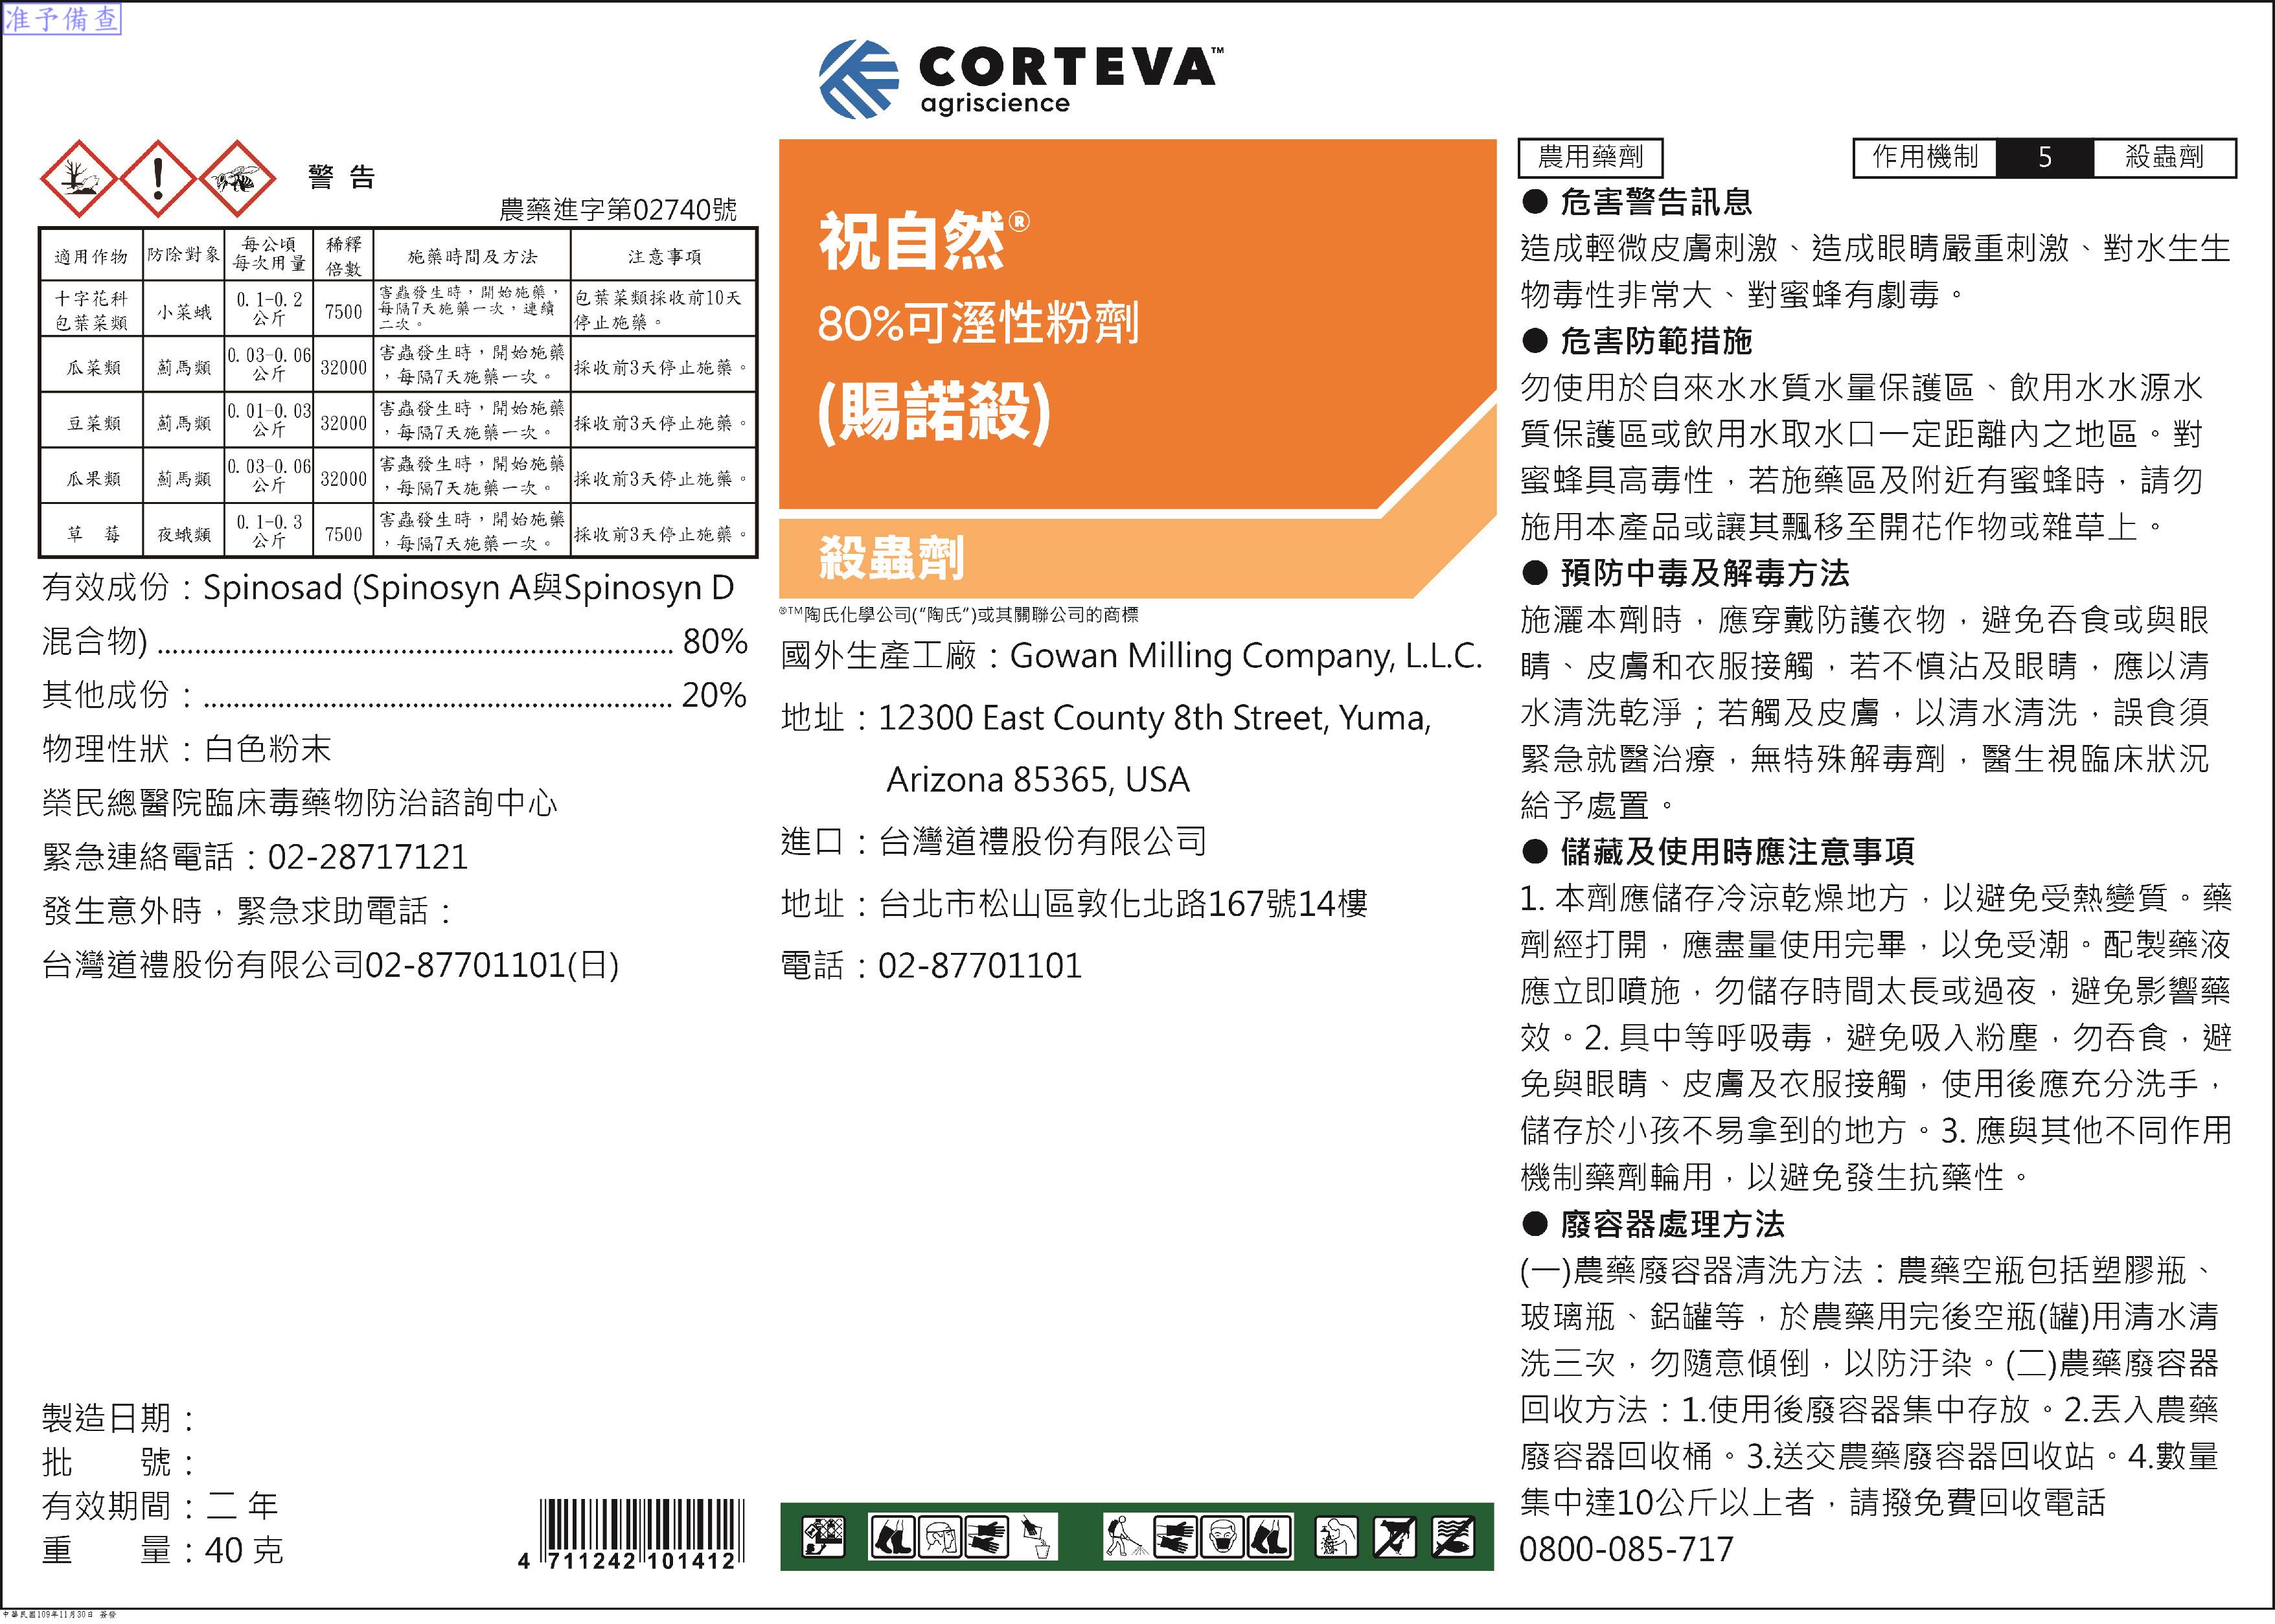 准予備查
CORTEVA™
agriscience
警 告
農藥進字第02740號
適用作物 防除對象 每公頃每次用量 稀釋倍數 施藥時間及方法 注意事項
十字花科包葉菜類 小菜蛾 0.1-0.2公斤 7500 害蟲發生時，開始施藥，每隔7天施藥一次，連續二次。 包葉菜類採收前10天停止施藥。
瓜菜類 薊馬類 0.03-0.06公斤 32000 害蟲發生時，開始施藥，每隔7天施藥一次。 採收前3天停止施藥。
豆菜類 薊馬類 0.01-0.03公斤 32000 害蟲發生時，開始施藥，每隔7天施藥一次。 採收前3天停止施藥。
瓜果類 薊馬類 0.03-0.06公斤 32000 害蟲發生時，開始施藥，每隔7天施藥一次。 採收前3天停止施藥。
草 莓 夜蛾類 0.1-0.3公斤 7500 害蟲發生時，開始施藥，每隔7天施藥一次。 採收前3天停止施藥。
有效成份：Spinosad (Spinosyn A與Spinosyn D
混合物) ................................................................ 80%
其他成份：.......................................................... 20%
物理性狀：白色粉末
榮民總醫院臨床毒藥物防治諮詢中心
緊急連絡電話：02-28717121
發生意外時，緊急求助電話：
台灣道禮股份有限公司02-87701101(日)
製造日期：
批 號：
有效期間：二 年
重 量：40 克
4 711242 101412
祝自然®
80%可溼性粉劑
(賜諾殺)
殺蟲劑
®™陶氏化學公司(“陶氏”)或其關聯公司的商標
國外生產工廠：Gowan Milling Company, L.L.C.
地址：12300 East County 8th Street, Yuma,
Arizona 85365, USA
進口：台灣道禮股份有限公司
地址：台北市松山區敦化北路167號14樓
電話：02-87701101
農用藥劑
作用機制 5 殺蟲劑
● 危害警告訊息
造成輕微皮膚刺激、造成眼睛嚴重刺激、對水生生
物毒性非常大、對蜜蜂有劇毒。
● 危害防範措施
勿使用於自來水水質水量保護區、飲用水水源水
質保護區或飲用水取水口一定距離內之地區。對
蜜蜂具高毒性，若施藥區及附近有蜜蜂時，請勿
施用本產品或讓其飄移至開花作物或雜草上。
● 預防中毒及解毒方法
施灑本劑時，應穿戴防護衣物，避免吞食或與眼
睛、皮膚和衣服接觸，若不慎沾及眼睛，應以清
水清洗乾淨；若觸及皮膚，以清水清洗，誤食須
緊急就醫治療，無特殊解毒劑，醫生視臨床狀況
給予處置。
● 儲藏及使用時應注意事項
1. 本劑應儲存冷涼乾燥地方，以避免受熱變質。藥
劑經打開，應盡量使用完畢，以免受潮。配製藥液
應立即噴施，勿儲存時間太長或過夜，避免影響藥
效。2. 具中等呼吸毒，避免吸入粉塵，勿吞食，避
免與眼睛、皮膚及衣服接觸，使用後應充分洗手，
儲存於小孩不易拿到的地方。3. 應與其他不同作用
機制藥劑輪用，以避免發生抗藥性。
● 廢容器處理方法
(一)農藥廢容器清洗方法：農藥空瓶包括塑膠瓶、
玻璃瓶、鋁罐等，於農藥用完後空瓶(罐)用清水清
洗三次，勿隨意傾倒，以防汙染。(二)農藥廢容器
回收方法：1.使用後廢容器集中存放。2.丟入農藥
廢容器回收桶。3.送交農藥廢容器回收站。4.數量
集中達10公斤以上者，請撥免費回收電話
0800-085-717
中華民國109年11月30日 簽發